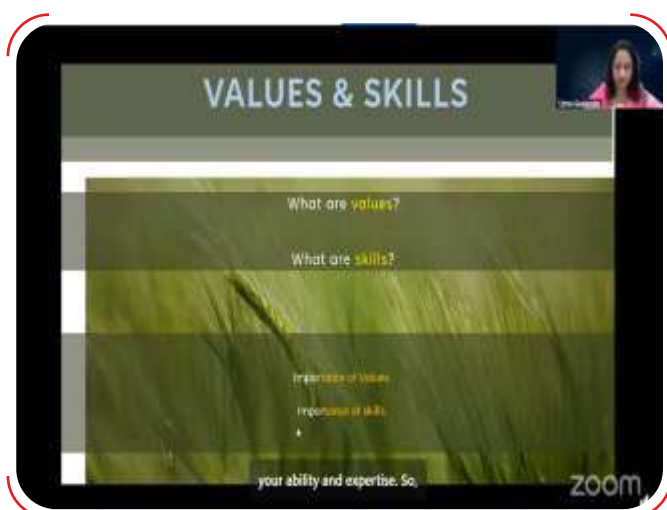 VALUES & SKILLS
What are values?
What are skills?
Importance of Values
Importance of skills
your ability and expertise. So,
zoom